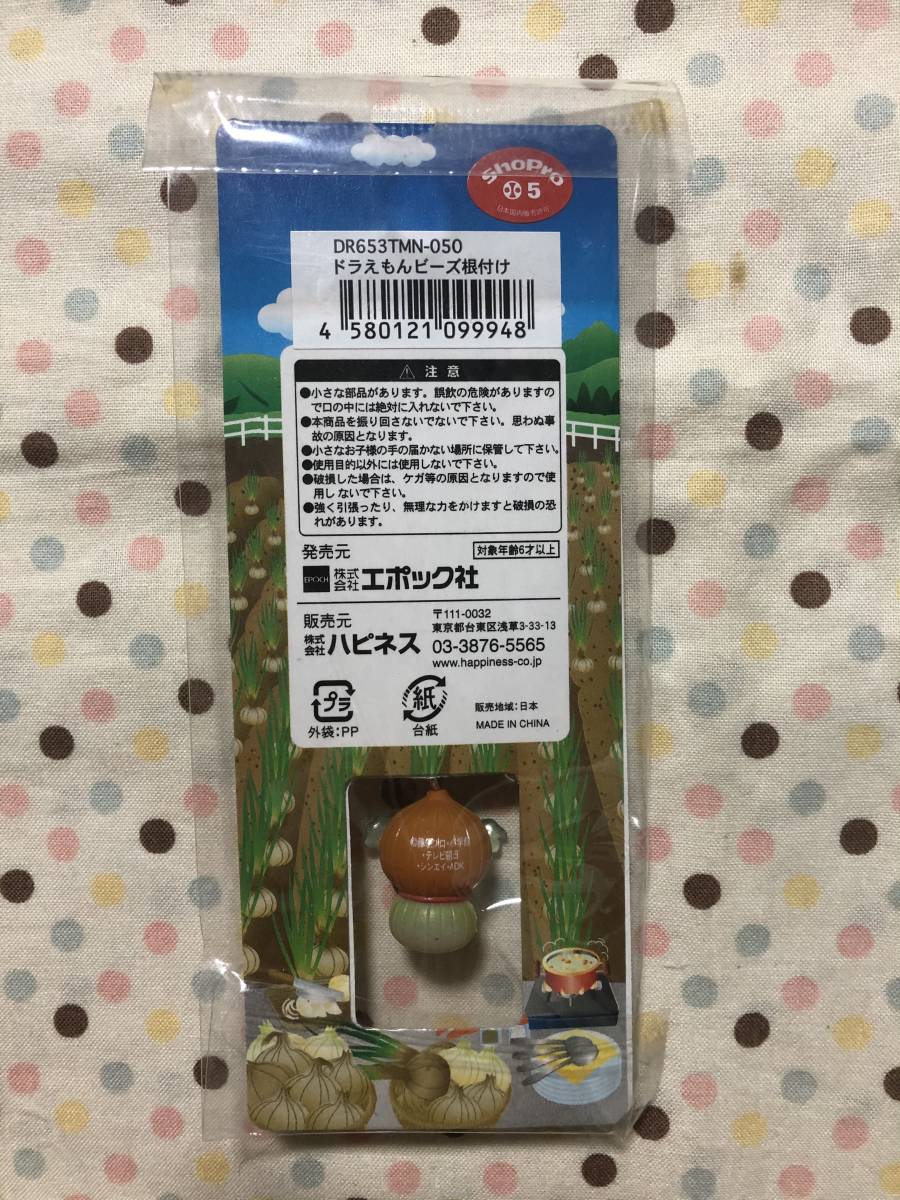 ShoPro
5
日本国内販売許可
DR653TMN-050
ドラえもんビーズ根付け
4 580121 099948
注意
●小さな部品があります。誤飲の危険がありますの
で口の中には絶対に入れないで下さい。
●本商品を振り回さないでないで下さい。思わぬ事
故の原因となります。
●小さなお子様の手の届かない場所に保管して下さい。
●使用目的以外には使用しないで下さい。
●破損した場合は、ケガ等の原因となりますので使
用し ないで下さい。
●強く引張ったり、無理な力をかけますと破損の恐
れがあります。
発売元
対象年齢6才以上
EPOCH 株式会社 エポック社
販売元
株式会社 ハピネス
〒111-0032
東京都台東区浅草3-33-13
03-3876-5565
www.happiness-co.jp
プラ
外袋:PP
紙
台紙
販売地域:日本
MADE IN CHINA
・テレビ朝日
・シンエイ・ADK